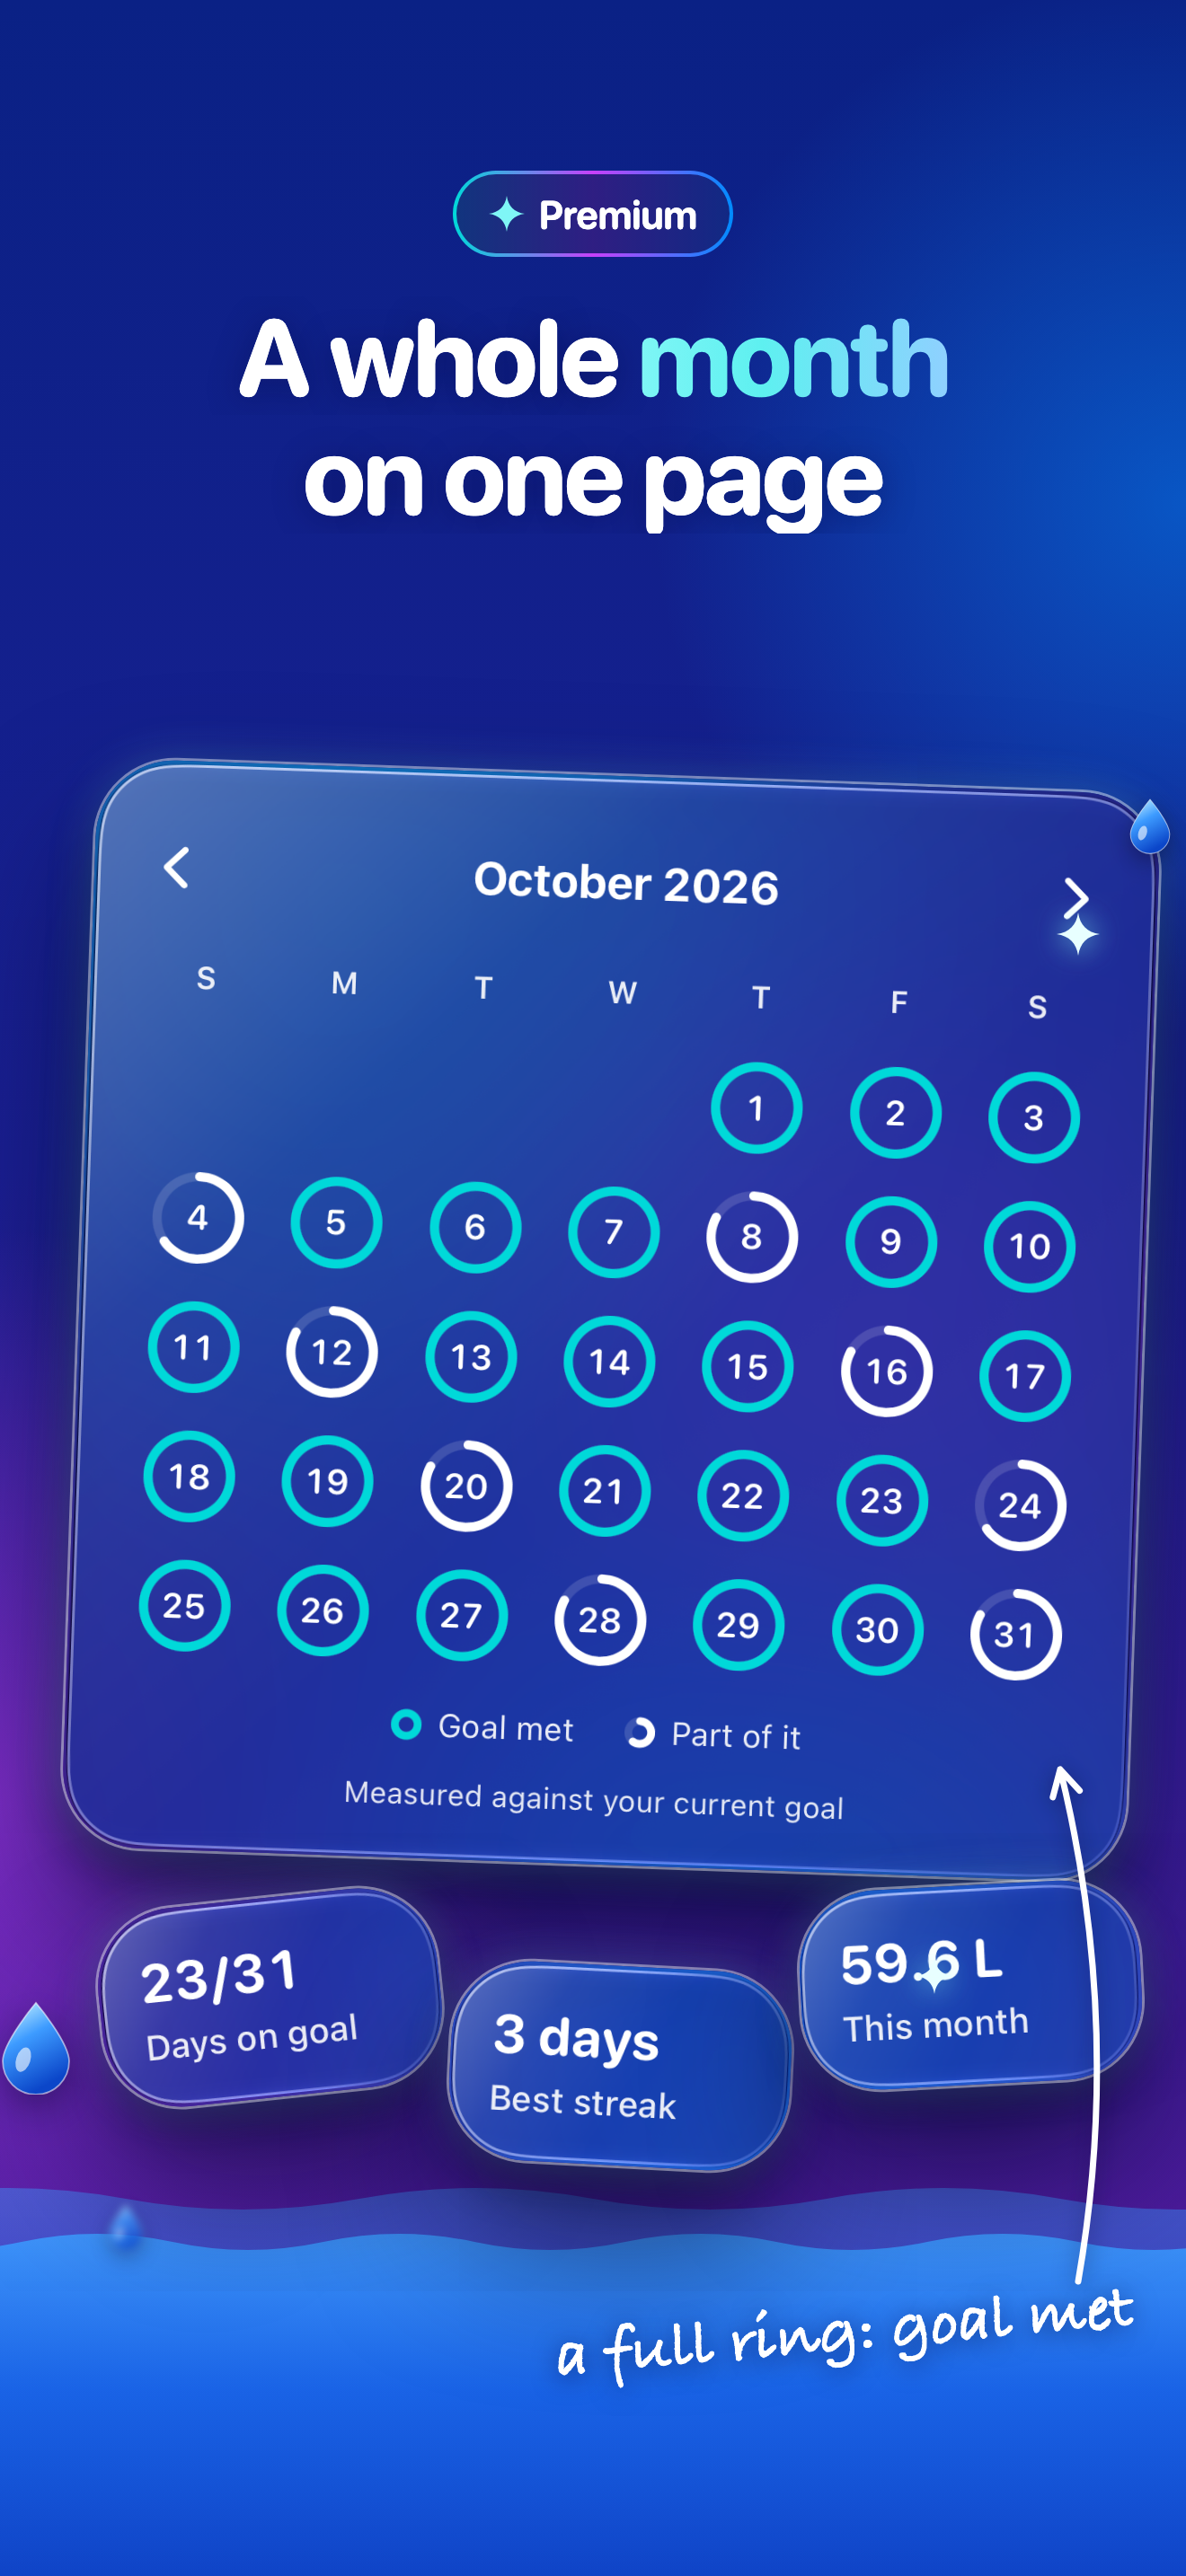 Premium
A whole month
on one page
October 2026
S M T W T F S
1 2 3
4 5 6 7 8 9 10
11 12 13 14 15 16 17
18 19 20 21 22 23 24
25 26 27 28 29 30 31
Goal met Part of it
Measured against your current goal
23/31
Days on goal
3 days
Best streak
59.6 L
This month
a full ring: goal met